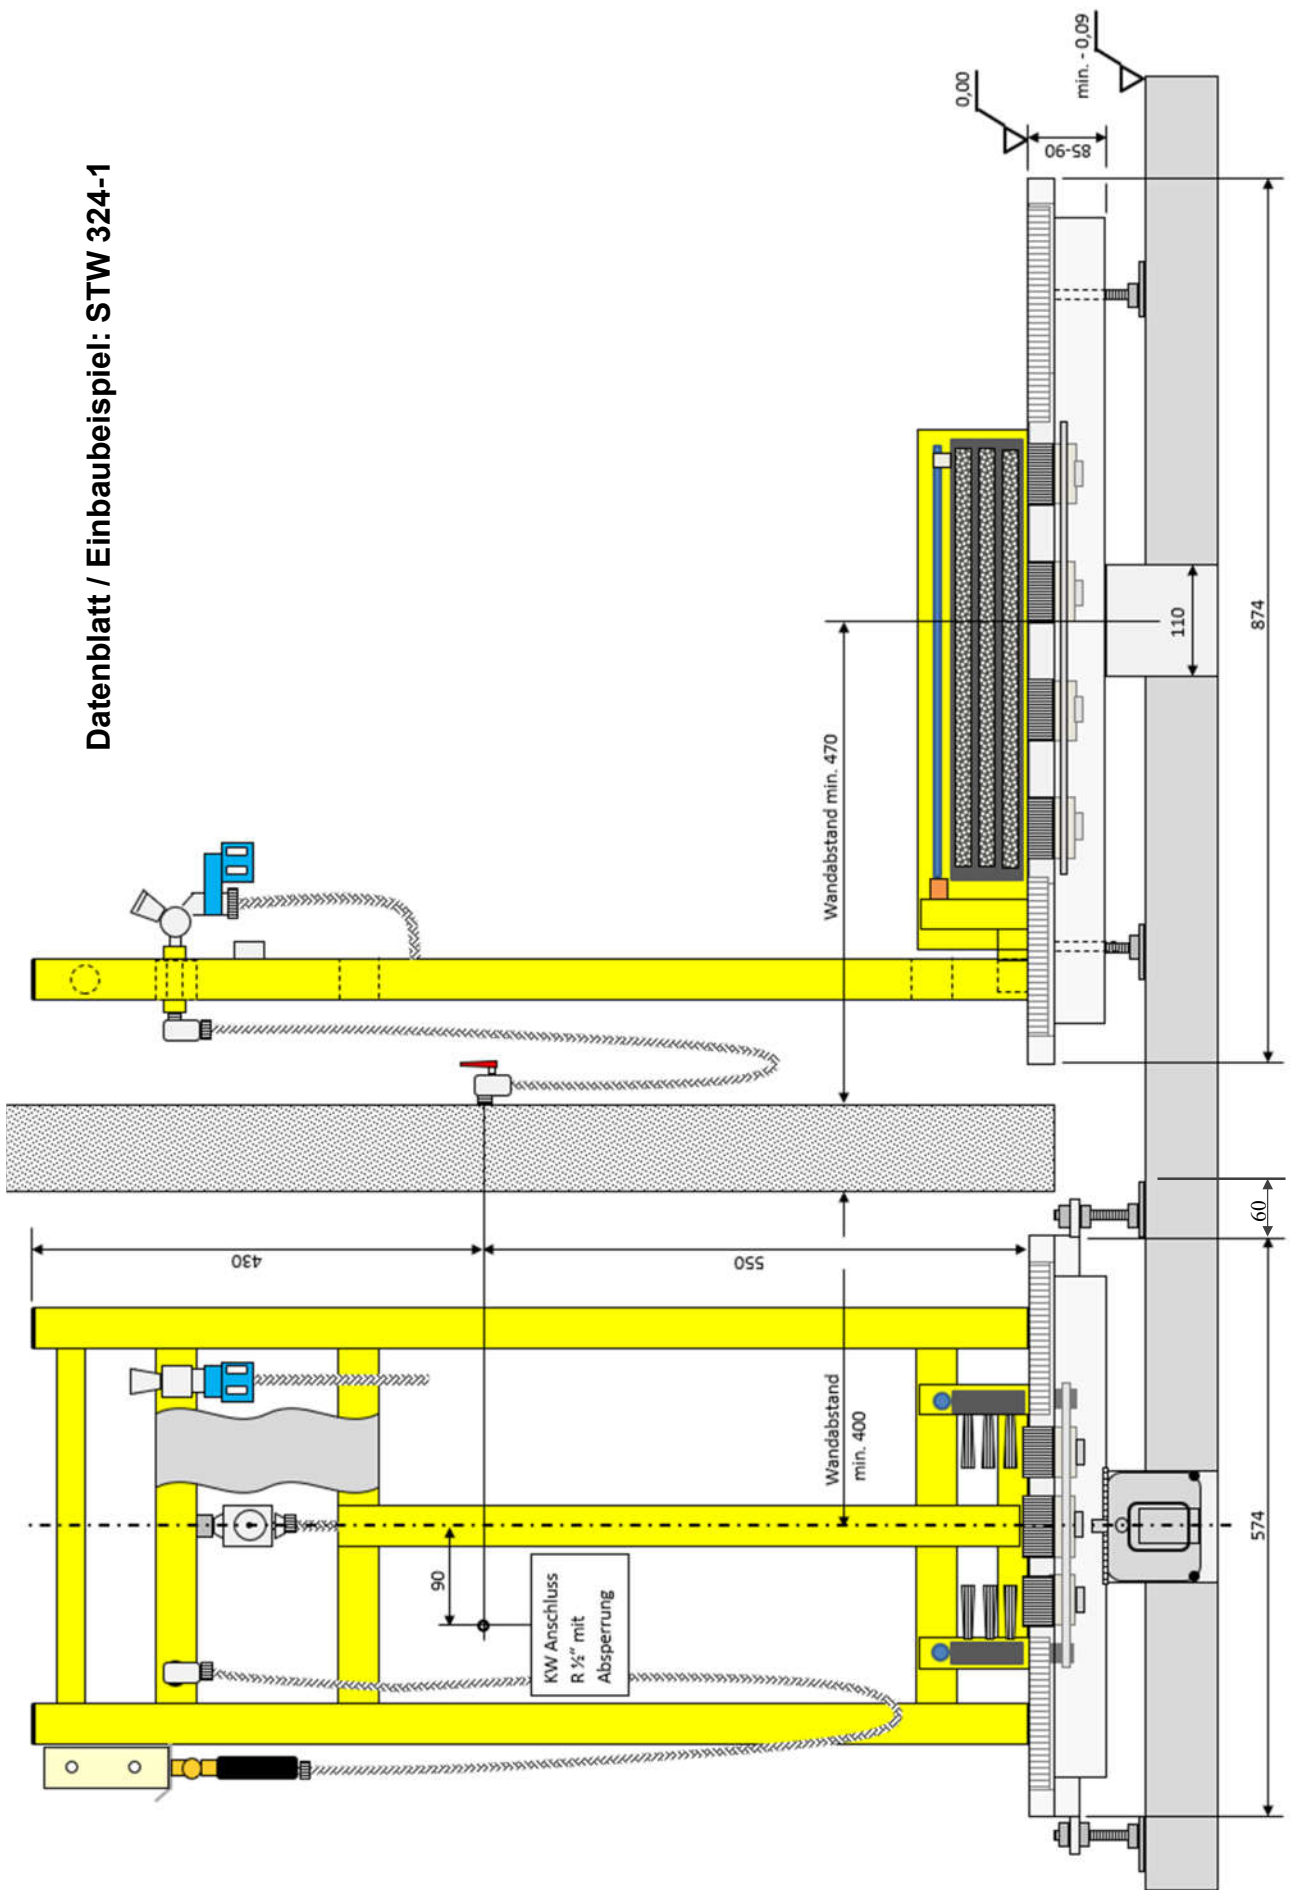 Datenblatt / Einbaubeispiel: STW 324-1
430
550
90
KW Anschluss
R ½“ mit
Absperrung
Wandabstand
min. 400
574
60
Wandabstand min. 470
110
874
85-90
0,00
min. - 0,09